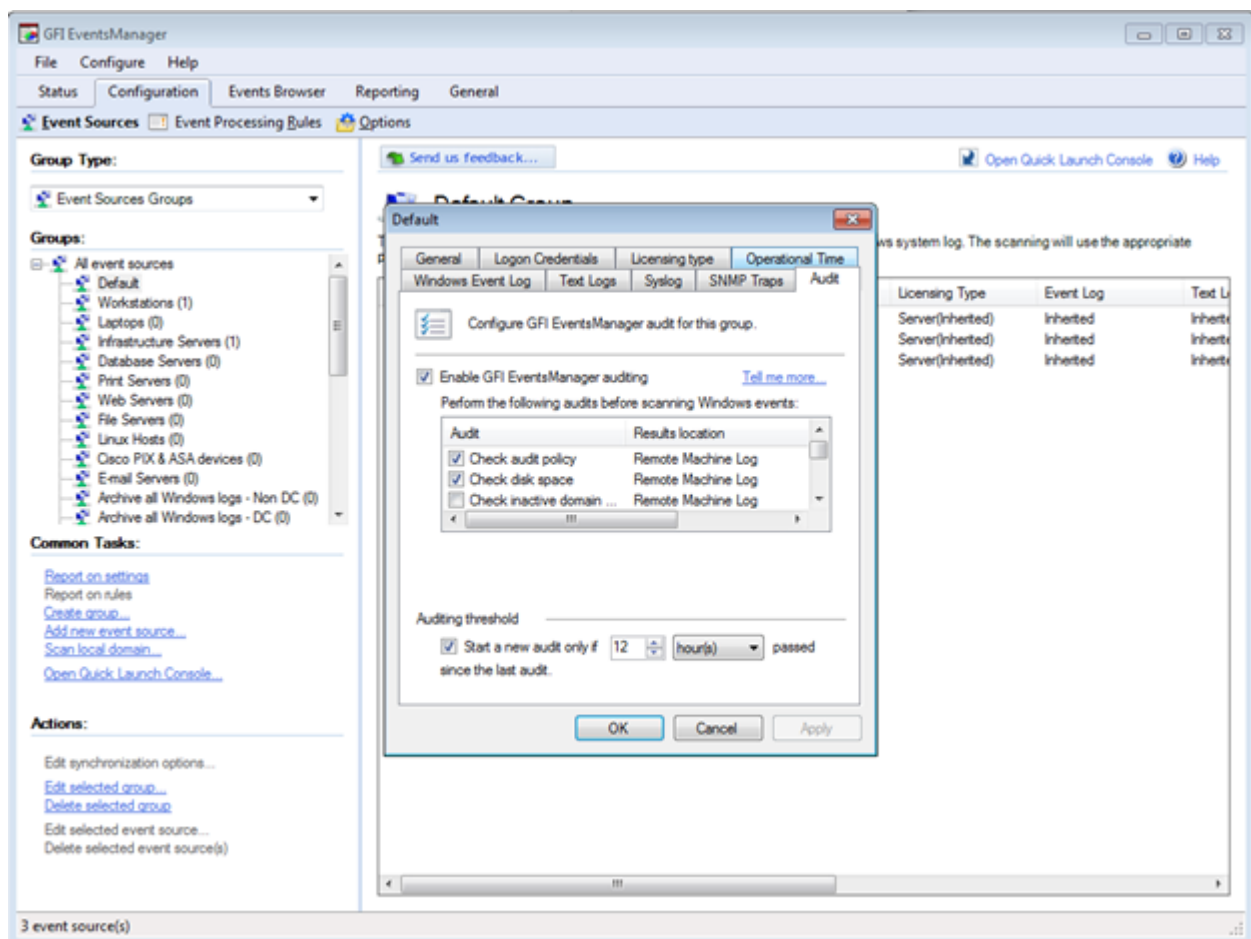 GFI EventsManager
File Configure Help
Status Configuration Events Browser Reporting General
Event Sources Event Processing Rules Options
Group Type:
Event Sources Groups
Groups:
All event sources
Default
Workstations (1)
Laptops (0)
Infrastructure Servers (1)
Database Servers (0)
Print Servers (0)
Web Servers (0)
File Servers (0)
Linux Hosts (0)
Cisco PIX & ASA devices (0)
E-mail Servers (0)
Archive all Windows logs - Non DC (0)
Archive all Windows logs - DC (0)
Common Tasks:
Report on settings
Report on rules
Create group...
Add new event source...
Scan local domain...
Open Quick Launch Console...
Actions:
Edit synchronization options...
Edit selected group...
Delete selected group
Edit selected event source...
Delete selected event source(s)
Send us feedback...
Open Quick Launch Console Help
Default Group
ws system log. The scanning will use the appropriate
Licensing Type Event Log Text L
Server(Inherited) Inherited Inherite
Server(Inherited) Inherited Inherite
Server(Inherited) Inherited Inherite
Default
General Logon Credentials Licensing type Operational Time
Windows Event Log Text Logs Syslog SNMP Traps Audit
Configure GFI EventsManager audit for this group.
Enable GFI EventsManager auditing Tell me more...
Perform the following audits before scanning Windows events:
Audit Results location
Check audit policy Remote Machine Log
Check disk space Remote Machine Log
Check inactive domain ... Remote Machine Log
Auditing threshold
Start a new audit only if 12 hour(s) passed
since the last audit.
OK Cancel Apply
3 event source(s)